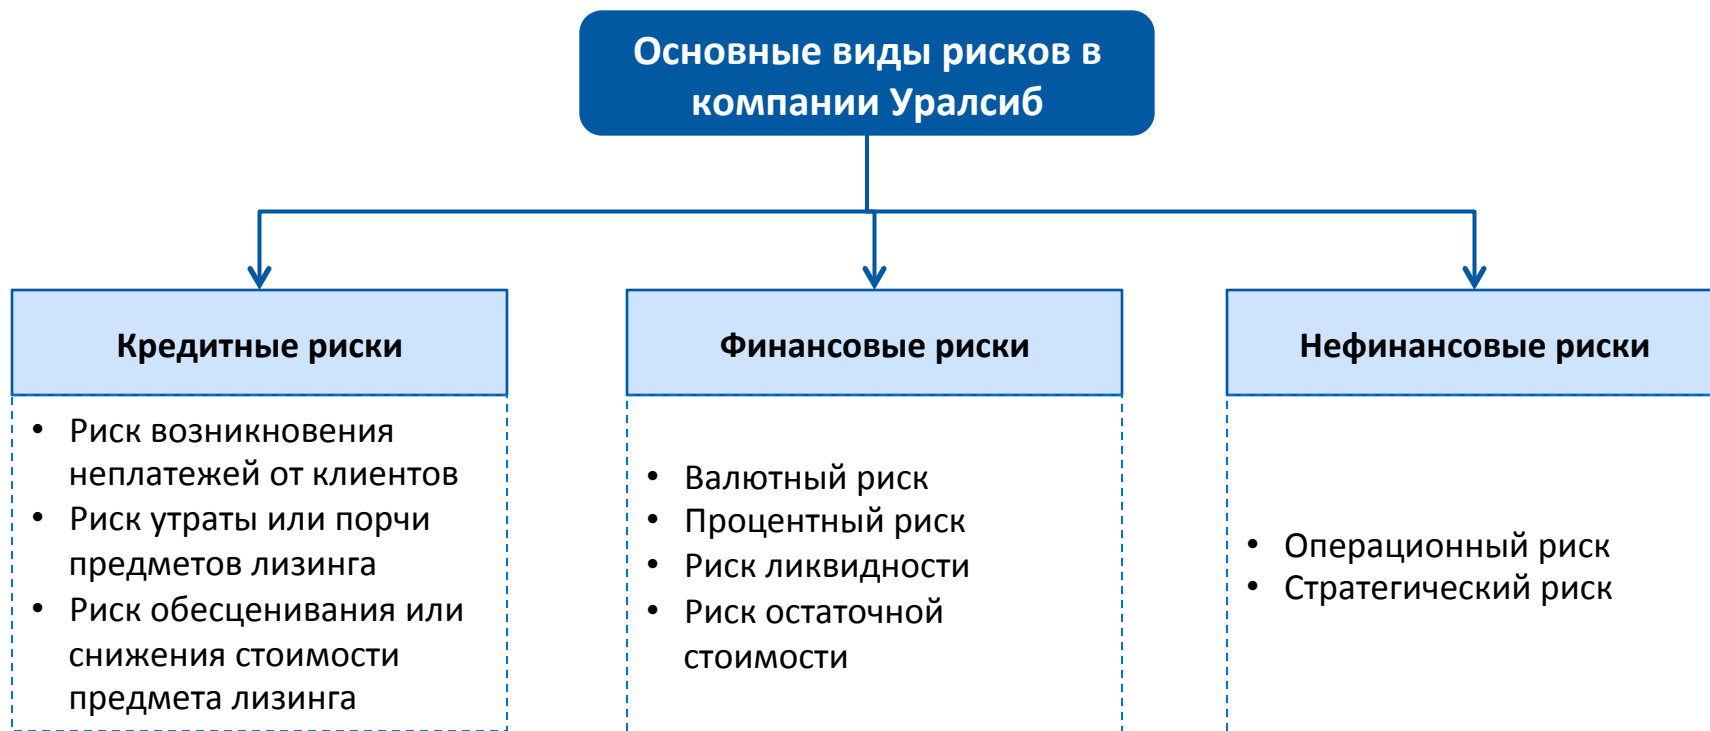 Основные виды рисков в
компании Уралсиб
Кредитные риски
• Риск возникновения
неплатежей от клиентов
• Риск утраты или порчи
предметов лизинга
• Риск обесценивания или
снижения стоимости
предмета лизинга
Финансовые риски
• Валютный риск
• Процентный риск
• Риск ликвидности
• Риск остаточной
стоимости
Нефинансовые риски
• Операционный риск
• Стратегический риск